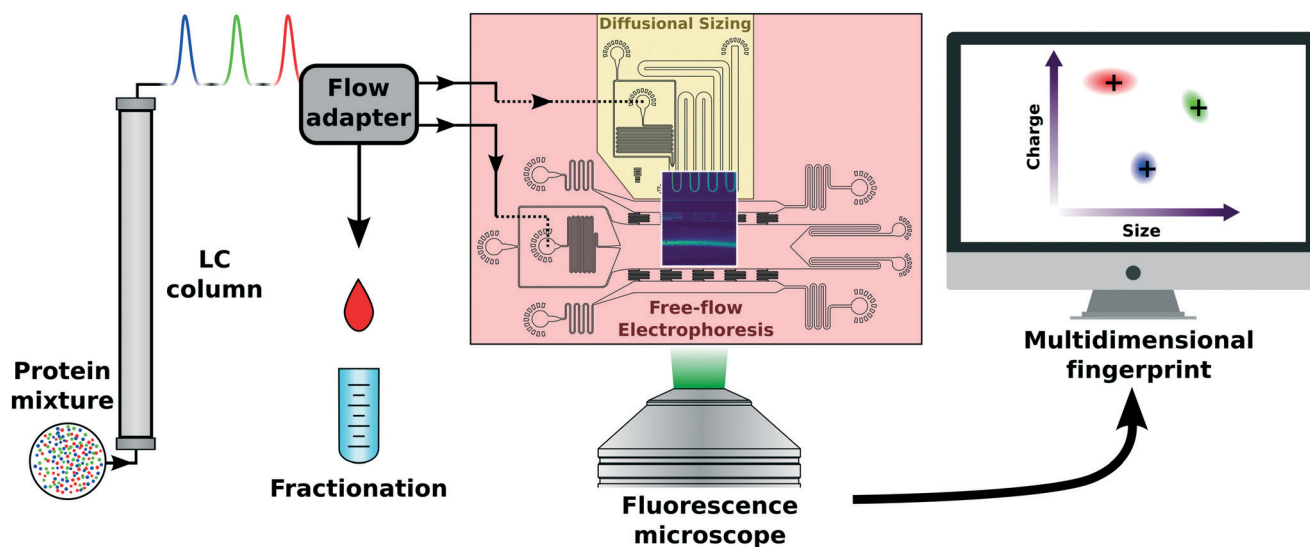 Protein
mixture
LC
column
Flow
adapter
Fractionation
Diffusional Sizing
Free-flow
Electrophoresis
Fluorescence
microscope
Charge
Size
Multidimensional
fingerprint